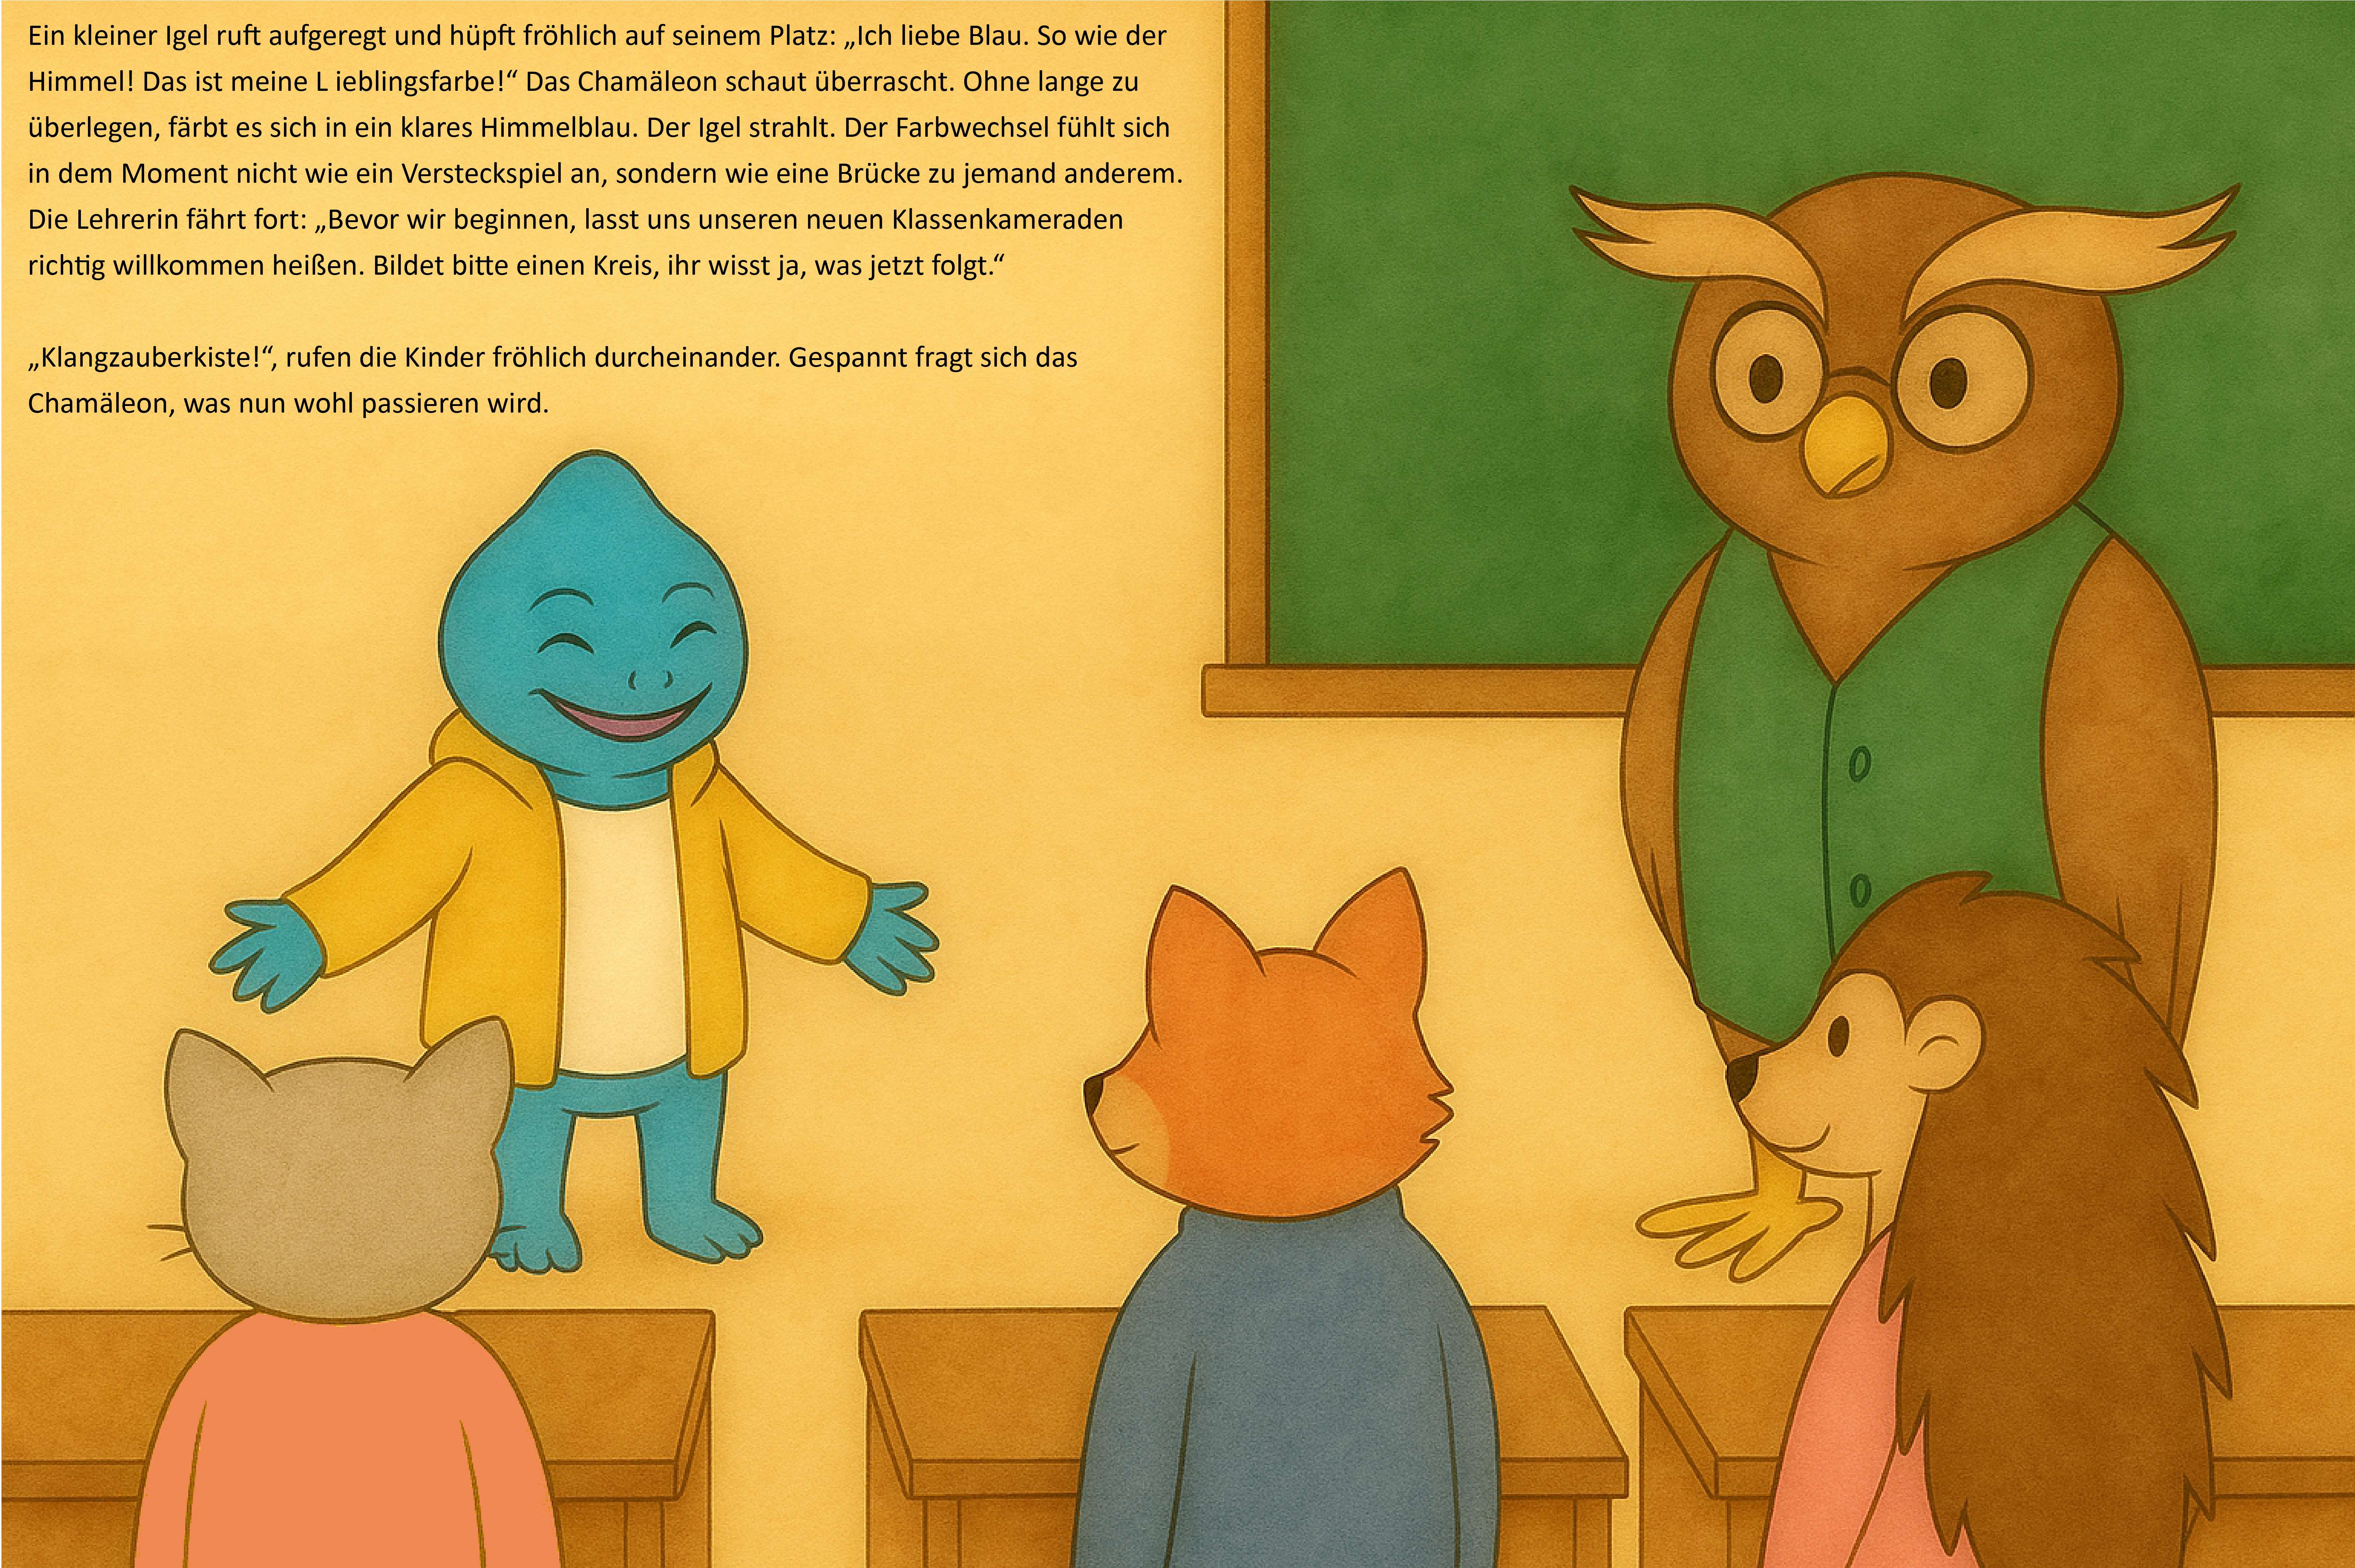 Ein kleiner Igel ruft aufgeregt und hüpft fröhlich auf seinem Platz: „Ich liebe Blau. So wie der
Himmel! Das ist meine L ieblingsfarbe!“ Das Chamäleon schaut überrascht. Ohne lange zu
überlegen, färbt es sich in ein klares Himmelblau. Der Igel strahlt. Der Farbwechsel fühlt sich
in dem Moment nicht wie ein Versteckspiel an, sondern wie eine Brücke zu jemand anderem.
Die Lehrerin fährt fort: „Bevor wir beginnen, lasst uns unseren neuen Klassenkameraden
richtig willkommen heißen. Bildet bitte einen Kreis, ihr wisst ja, was jetzt folgt.“
„Klangzauberkiste!“, rufen die Kinder fröhlich durcheinander. Gespannt fragt sich das
Chamäleon, was nun wohl passieren wird.